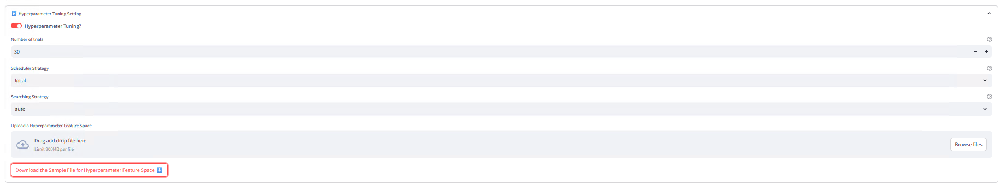 Hyperparameter Tuning Setting
Hyperparameter Tuning?
Number of trials
30
Scheduler Strategy
local
Searching Strategy
auto
Upload a Hyperparameter Feature Space
Drag and drop file here
Limit 200MB per file
Browse files
Download the Sample File for Hyperparameter Feature Space